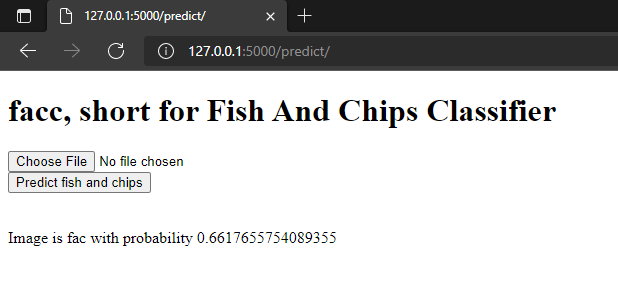 127.0.0.1:5000/predict/
127.0.0.1:5000/predict/
facc, short for Fish And Chips Classifier
Choose File No file chosen
Predict fish and chips
Image is fac with probability 0.6617655754089355